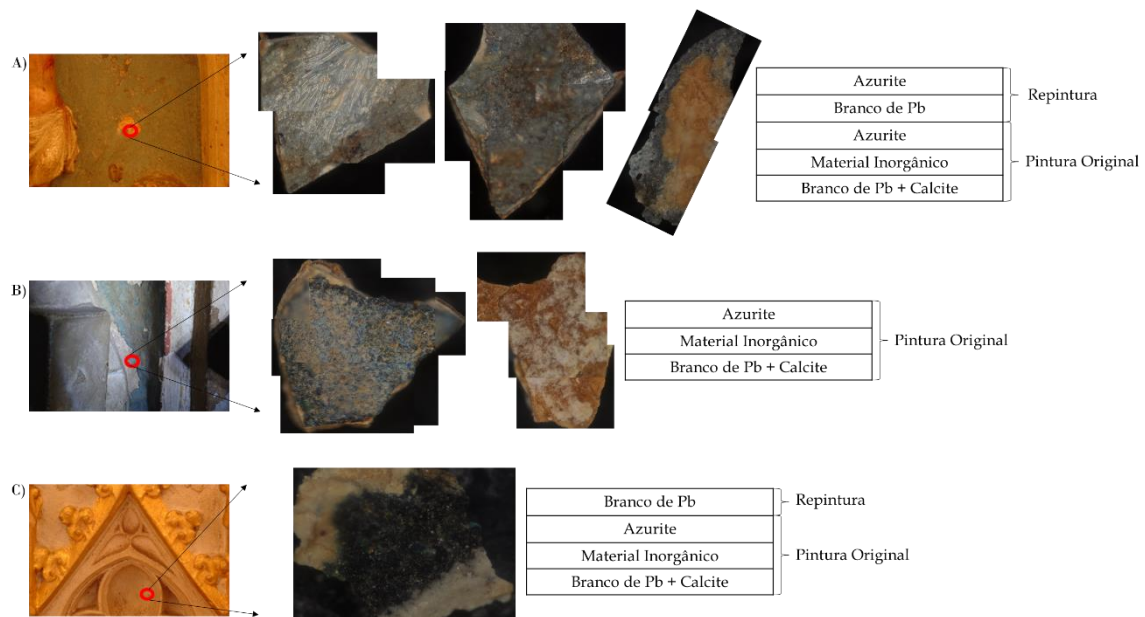 A)
Azurite
Branco de Pb
Azurite
Material Inorgânico
Branco de Pb + Calcite
Repintura
Pintura Original
B)
Azurite
Material Inorgânico
Branco de Pb + Calcite
Pintura Original
C)
Branco de Pb
Azurite
Material Inorgânico
Branco de Pb + Calcite
Repintura
Pintura Original